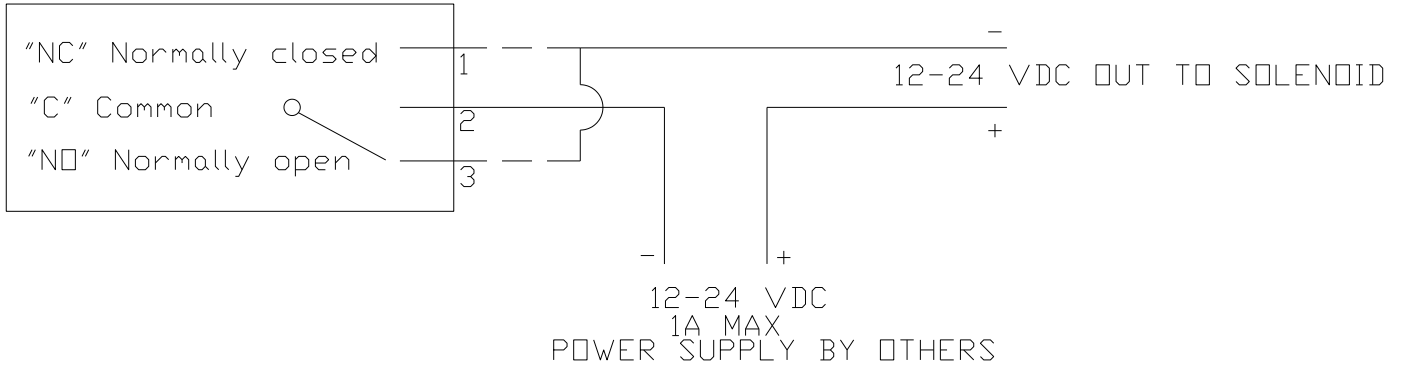 "NC" Normally closed
1
-
12-24 VDC OUT TO SOLENOID
"C" Common
2
+
"NO" Normally open
3
- +
12-24 VDC
1A MAX
POWER SUPPLY BY OTHERS